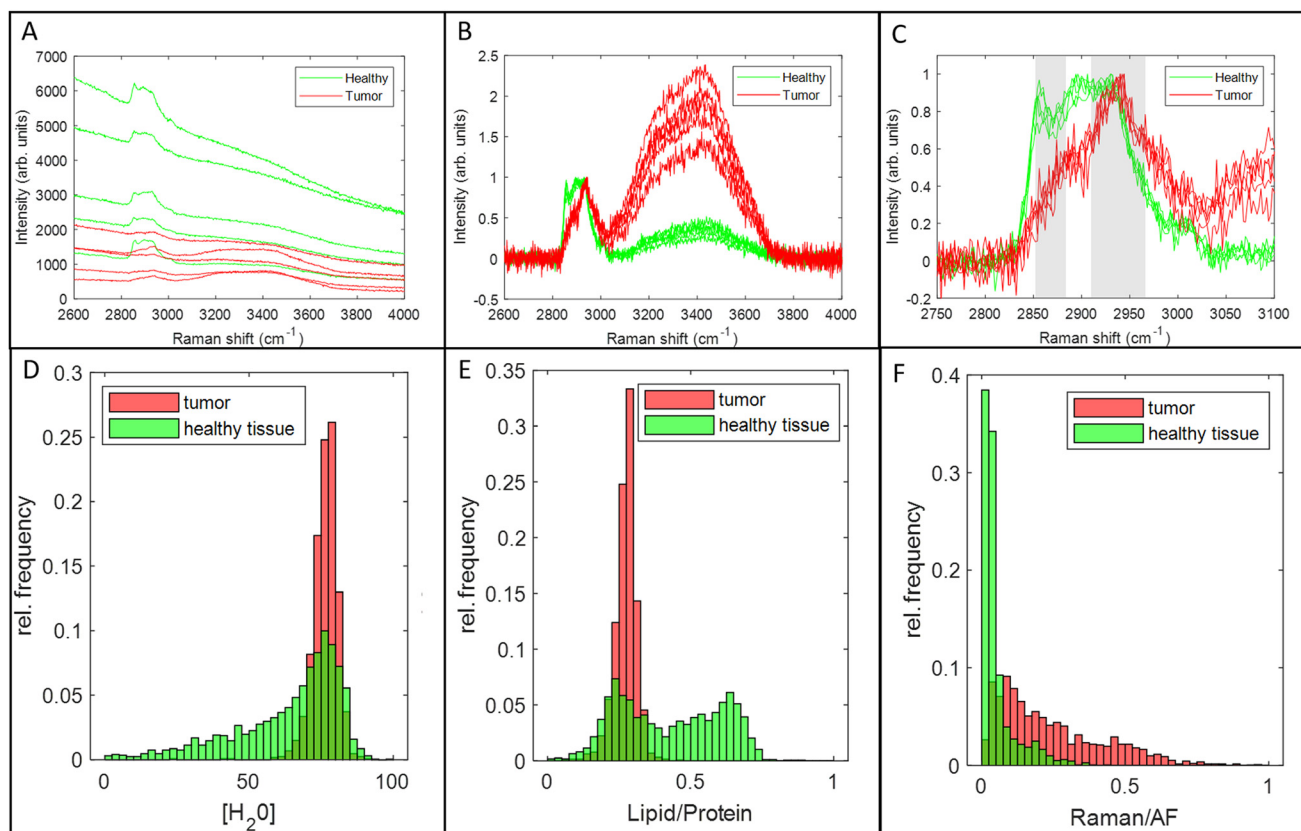 A
7000
6000
5000
4000
3000
2000
1000
0
Intensity (arb. units)
2600 2800 3000 3200 3400 3600 3800 4000
Raman shift (cm-1)
Healthy
Tumor
B
2.5
2
1.5
1
0.5
0
-0.5
Intensity (arb. units)
2600 2800 3000 3200 3400 3600 3800 4000
Raman shift (cm-1)
Healthy
Tumor
C
1
0.8
0.6
0.4
0.2
0
-0.2
Intensity (arb. units)
2750 2800 2850 2900 2950 3000 3050 3100
Raman shift (cm-1)
Healthy
Tumor
D
0.3
0.25
0.2
0.15
0.1
0.05
0
rel. frequency
0 50 100
[H20]
tumor
healthy tissue
E
0.35
0.3
0.25
0.2
0.15
0.1
0.05
0
rel. frequency
0 0.5 1
Lipid/Protein
tumor
healthy tissue
F
0.4
0.3
0.2
0.1
0
rel. frequency
0 0.5 1
Raman/AF
tumor
healthy tissue